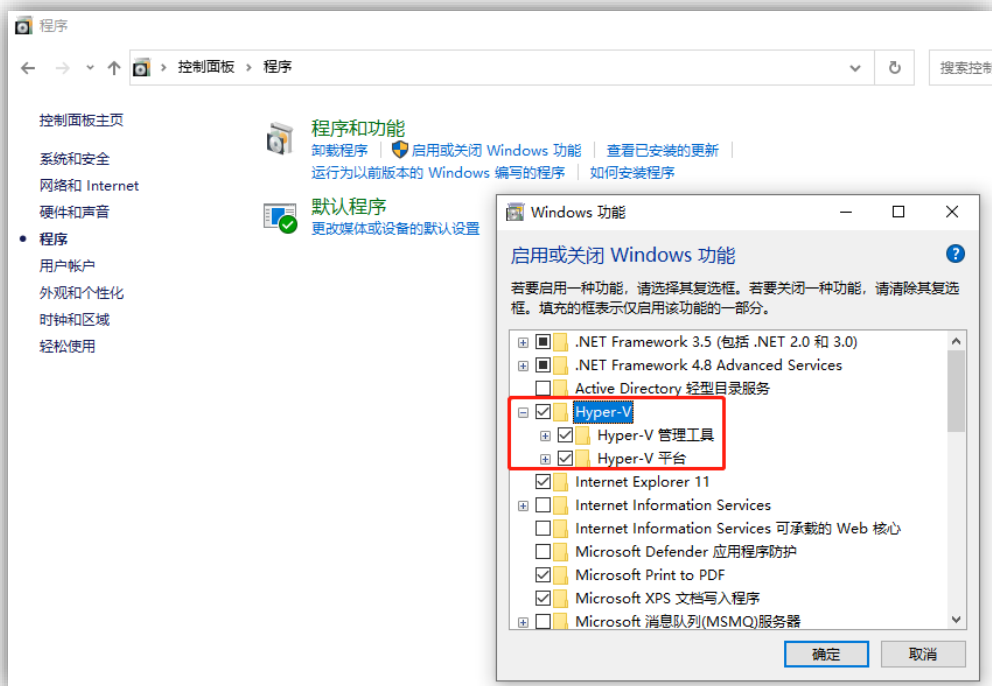 程序
控制面板 > 程序
搜索控制
控制面板主页
系统和安全
网络和 Internet
硬件和声音
程序
用户帐户
外观和个性化
时钟和区域
轻松使用
程序和功能
卸载程序 启用或关闭 Windows 功能 查看已安装的更新
运行为以前版本的 Windows 编写的程序 如何安装程序
默认程序
更改媒体或设备的默认设置
Windows 功能
启用或关闭 Windows 功能
若要启用一种功能，请选择其复选框。若要关闭一种功能，请清除其复选
框。填充的框表示仅启用该功能的一部分。
.NET Framework 3.5 (包括 .NET 2.0 和 3.0)
.NET Framework 4.8 Advanced Services
Active Directory 轻型目录服务
Hyper-V
Hyper-V 管理工具
Hyper-V 平台
Internet Explorer 11
Internet Information Services
Internet Information Services 可承载的 Web 核心
Microsoft Defender 应用程序防护
Microsoft Print to PDF
Microsoft XPS 文档写入程序
Microsoft 消息队列(MSMQ)服务器
确定
取消